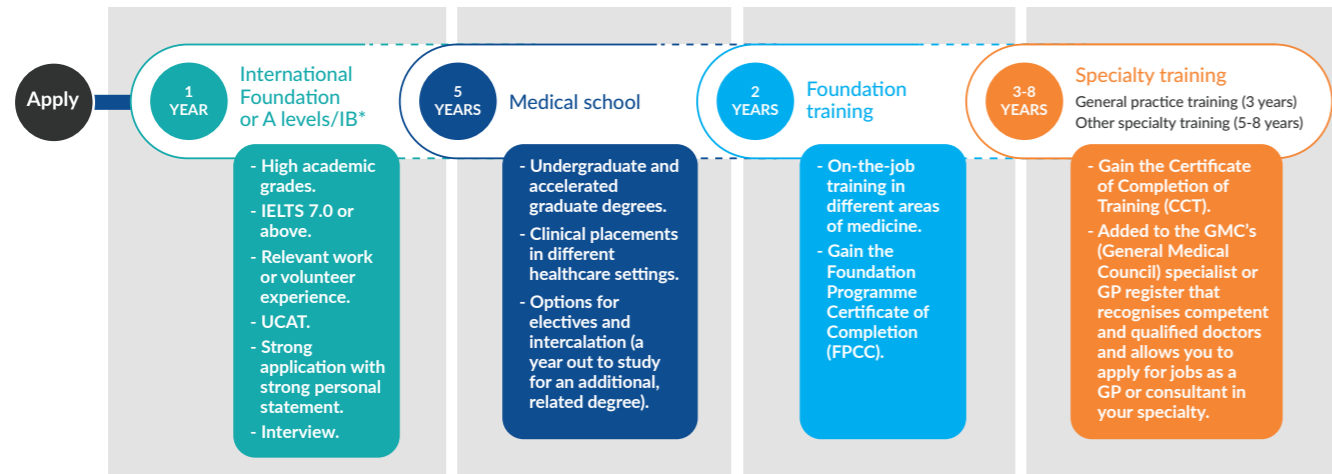 Apply
1
YEAR
International
Foundation
or A levels/IB*
- High academic
grades.
- IELTS 7.0 or
above.
- Relevant work
or volunteer
experience.
- UCAT.
- Strong
application with
strong personal
statement.
- Interview.
5
YEARS
Medical school
- Undergraduate and
accelerated
graduate degrees.
- Clinical placements
in different
healthcare settings.
- Options for
electives and
intercalation (a
year out to study
for an additional,
related degree).
2
YEARS
Foundation
training
- On-the-job
training in
different areas
of medicine.
- Gain the
Foundation
Programme
Certificate of
Completion
(FPCC).
3-8
YEARS
Specialty training
General practice training (3 years)
Other specialty training (5-8 years)
- Gain the Certificate
of Completion of
Training (CCT).
- Added to the GMC's
(General Medical
Council) specialist or
GP register that
recognises competent
and qualified doctors
and allows you to
apply for jobs as a
GP or consultant in
your specialty.